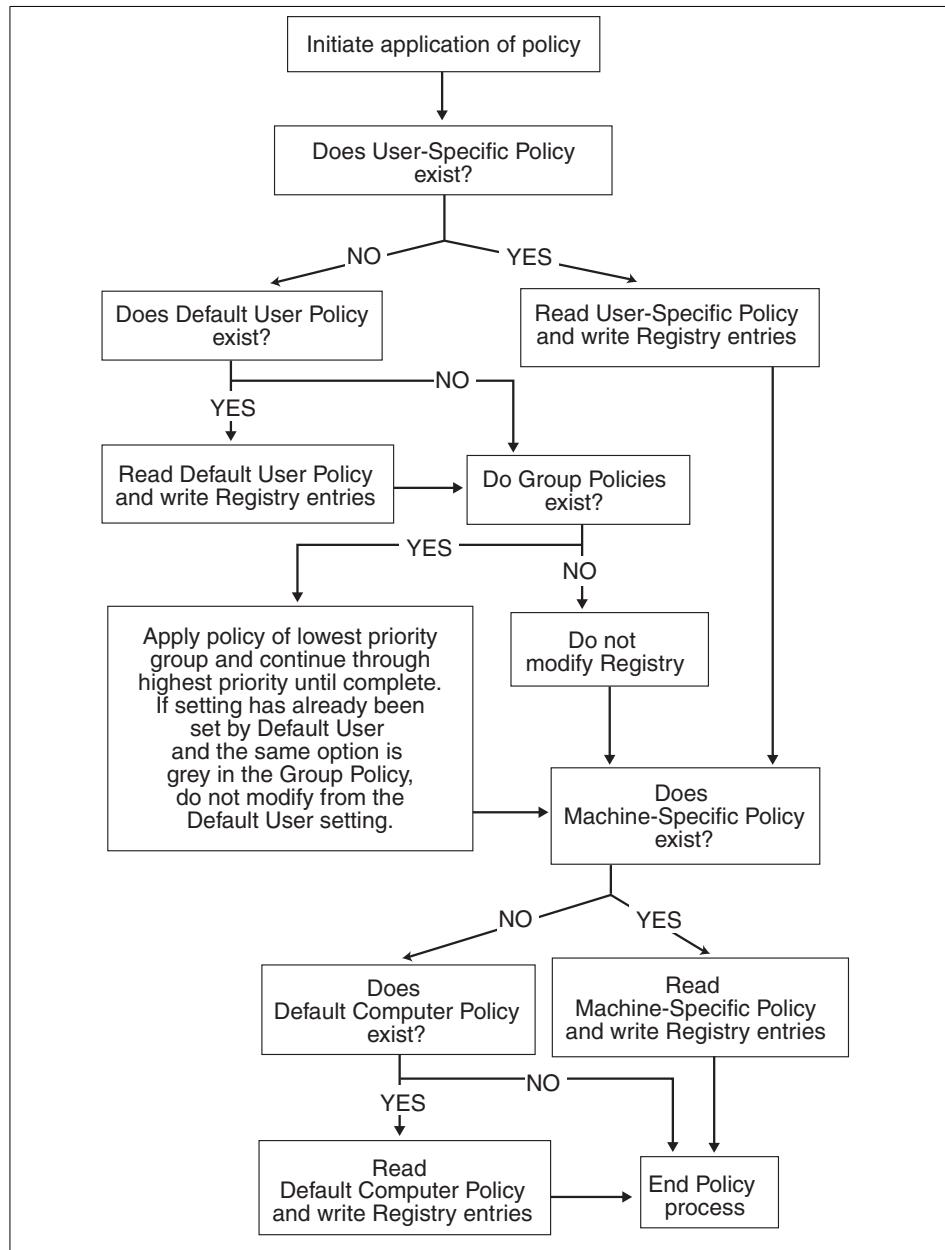 Initiate application of policy
Does User-Specific Policy
exist?
NO
YES
Does Default User Policy
exist?
Read User-Specific Policy
and write Registry entries
NO
YES
Read Default User Policy
and write Registry entries
Do Group Policies
exist?
YES
NO
Apply policy of lowest priority
group and continue through
highest priority until complete.
If setting has already been
set by Default User
and the same option is
grey in the Group Policy,
do not modify from the
Default User setting.
Do not
modify Registry
Does
Machine-Specific Policy
exist?
NO
YES
Does
Default Computer Policy
exist?
Read
Machine-Specific Policy
and write Registry entries
NO
YES
Read
Default Computer Policy
and write Registry entries
End Policy
process